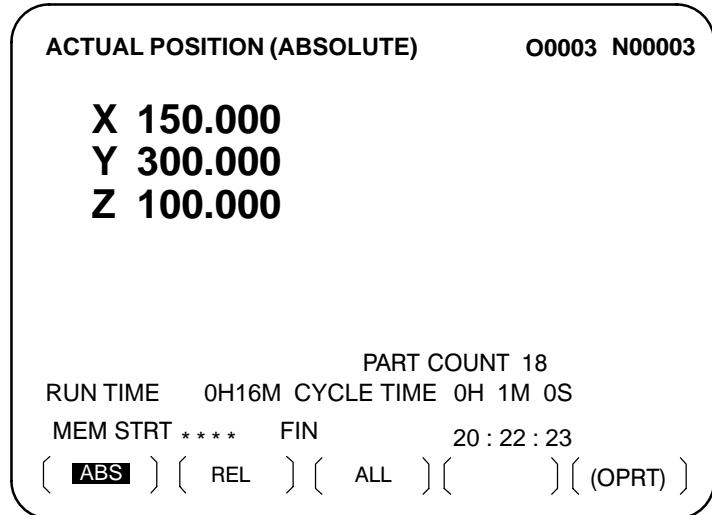 ACTUAL POSITION (ABSOLUTE) O0003 N00003
X 150.000
Y 300.000
Z 100.000
PART COUNT 18
RUN TIME 0H16M CYCLE TIME 0H 1M 0S
MEM STRT * * * * FIN 20 : 22 : 23
[ ABS ] [ REL ] [ ALL ] [ ] [ (OPRT) ]